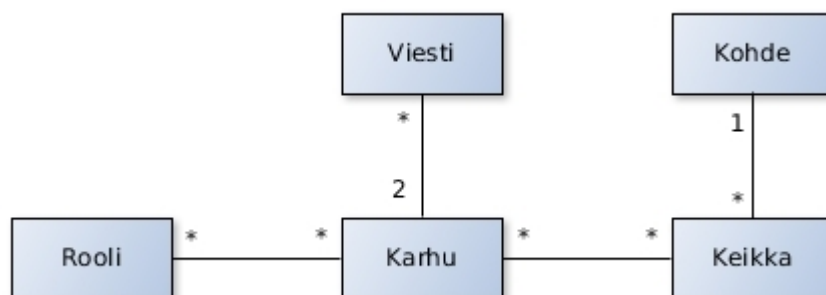 Viesti Kohde
* 1
2 *
* * * *
Rooli Karhu Keikka